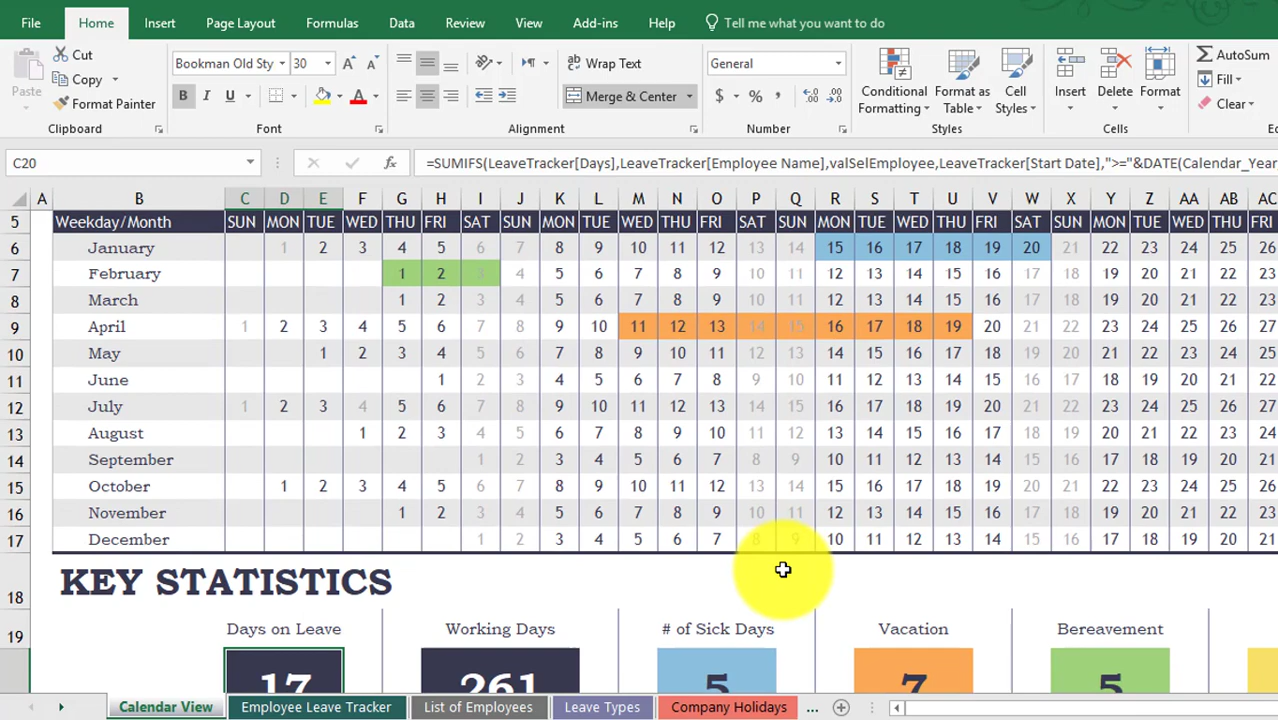 File Home Insert Page Layout Formulas Data Review View Add-ins Help Tell me what you want to do
Paste Cut Copy Format Painter Clipboard
Bookman Old Sty 30 B I U A Font
ab Wrap Text Merge & Center Alignment
General $ % , Number
Conditional Formatting Format as Table Cell Styles Styles
Insert Delete Format
AutoSum Fill Clear
C20 fx =SUMIFS(LeaveTracker[Days],LeaveTracker[Employee Name],valSelEmployee,LeaveTracker[Start Date],">="&DATE(Calendar_Year
A B C D E F G H I J K L M N O P Q R S T U V W X Y Z AA AB AC
5 Weekday/Month SUN MON TUE WED THU FRI SAT SUN MON TUE WED THU FRI SAT SUN MON TUE WED THU FRI SAT SUN MON TUE WED THU FRI
6 January 1 2 3 4 5 6 7 8 9 10 11 12 13 14 15 16 17 18 19 20 21 22 23 24 25 26
7 February 1 2 3 4 5 6 7 8 9 10 11 12 13 14 15 16 17 18 19 20 21 22 23
8 March 1 2 3 4 5 6 7 8 9 10 11 12 13 14 15 16 17 18 19 20 21 22 23
9 April 1 2 3 4 5 6 7 8 9 10 11 12 13 14 15 16 17 18 19 20 21 22 23 24 25 26 27
10 May 1 2 3 4 5 6 7 8 9 10 11 12 13 14 15 16 17 18 19 20 21 22 23 24 25
11 June 1 2 3 4 5 6 7 8 9 10 11 12 13 14 15 16 17 18 19 20 21 22
12 July 1 2 3 4 5 6 7 8 9 10 11 12 13 14 15 16 17 18 19 20 21 22 23 24 25 26 27
13 August 1 2 3 4 5 6 7 8 9 10 11 12 13 14 15 16 17 18 19 20 21 22 23 24
14 September 1 2 3 4 5 6 7 8 9 10 11 12 13 14 15 16 17 18 19 20 21
15 October 1 2 3 4 5 6 7 8 9 10 11 12 13 14 15 16 17 18 19 20 21 22 23 24 25 26
16 November 1 2 3 4 5 6 7 8 9 10 11 12 13 14 15 16 17 18 19 20 21 22 23
17 December 1 2 3 4 5 6 7 8 9 10 11 12 13 14 15 16 17 18 19 20 21
18 KEY STATISTICS
19 Days on Leave Working Days # of Sick Days Vacation Bereavement
17 261 5 7 5
Calendar View Employee Leave Tracker List of Employees Leave Types Company Holidays ...